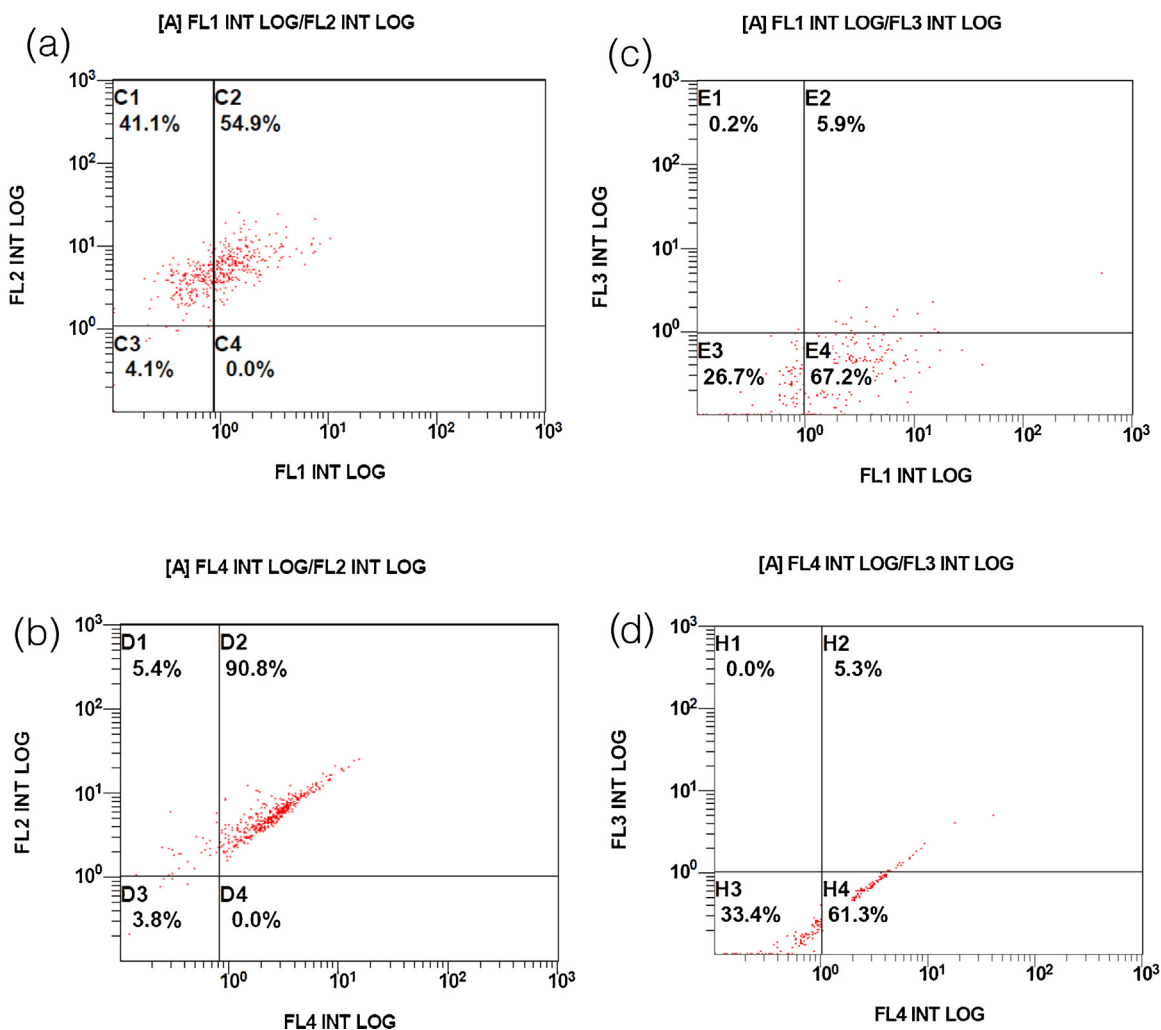 [A] FL1 INT LOG/FL2 INT LOG
(a)
10³
C1 C2
41.1% 54.9%
10²
FL2 INT LOG
10¹
10⁰
C3 C4
4.1% 0.0%
10⁰ 10¹ 10² 10³
FL1 INT LOG
[A] FL1 INT LOG/FL3 INT LOG
(c)
10³
E1 E2
0.2% 5.9%
10²
FL3 INT LOG
10¹
10⁰
E3 E4
26.7% 67.2%
10⁰ 10¹ 10² 10³
FL1 INT LOG
[A] FL4 INT LOG/FL2 INT LOG
(b)
10³
D1 D2
5.4% 90.8%
10²
FL2 INT LOG
10¹
10⁰
D3 D4
3.8% 0.0%
10⁰ 10¹ 10² 10³
FL4 INT LOG
[A] FL4 INT LOG/FL3 INT LOG
(d)
10³
H1 H2
0.0% 5.3%
10²
FL3 INT LOG
10¹
10⁰
H3 H4
33.4% 61.3%
10⁰ 10¹ 10² 10³
FL4 INT LOG